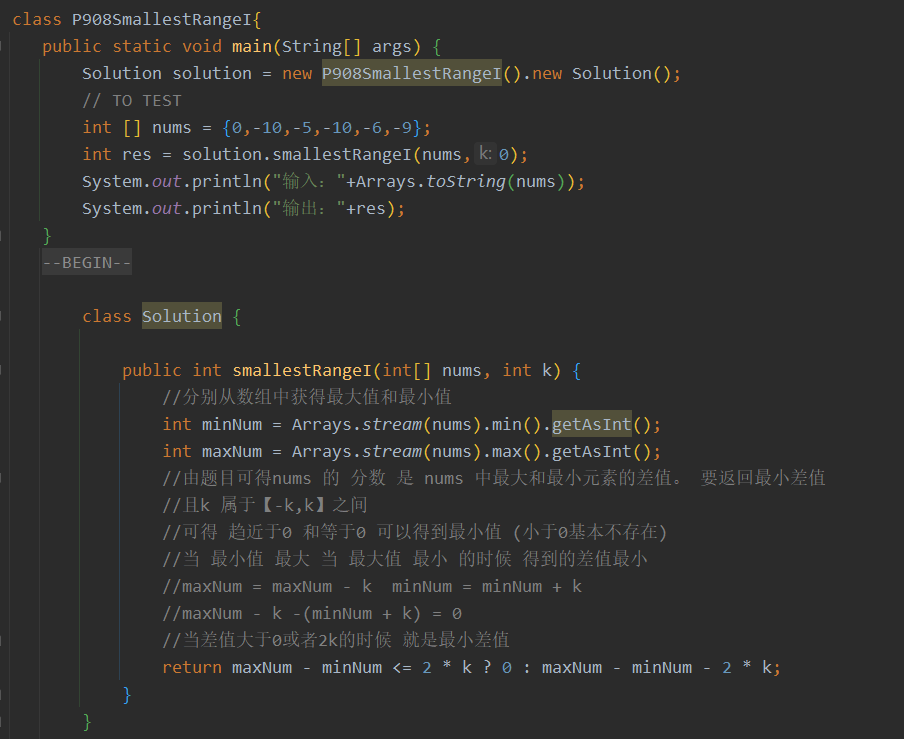 class P908SmallestRangeI{
public static void main(String[] args) {
Solution solution = new P908SmallestRangeI().new Solution();
// TO TEST
int [] nums = {0,-10,-5,-10,-6,-9};
int res = solution.smallestRangeI(nums, k: 0);
System.out.println("输入："+Arrays.toString(nums));
System.out.println("输出："+res);
}
--BEGIN--
class Solution {
public int smallestRangeI(int[] nums, int k) {
//分别从数组中获得最大值和最小值
int minNum = Arrays.stream(nums).min().getAsInt();
int maxNum = Arrays.stream(nums).max().getAsInt();
//由题目可得nums 的 分数 是 nums 中最大和最小元素的差值。 要返回最小差值
//且k 属于【-k,k】之间
//可得 趋近于0 和等于0 可以得到最小值 (小于0基本不存在)
//当 最小值 最大 当 最大值 最小 的时候 得到的差值最小
//maxNum = maxNum - k  minNum = minNum + k
//maxNum - k -(minNum + k) = 0
//当差值大于0或者2k的时候 就是最小差值
return maxNum - minNum <= 2 * k ? 0 : maxNum - minNum - 2 * k;
}
}